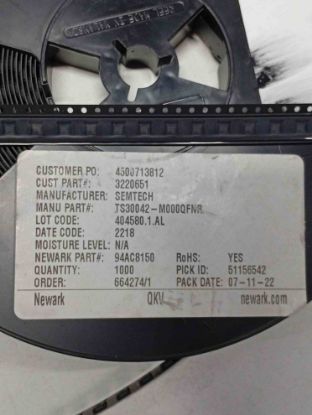 CUSTOMER PO: 4500713812
CUST PART#: 3220651
MANUFACTURER: SEMTECH
MANU PART#: TS30042-M000QFNR
LOT CODE: 404580.1.AL
DATE CODE: 2218
MOISTURE LEVEL: N/A
NEWARK PART#: 94AC8150 RoHS: YES
QUANTITY: 1000 PICK ID: 51156542
ORDER: 664274/1 PACK DATE: 07-11-22
Newark QKV newark.com